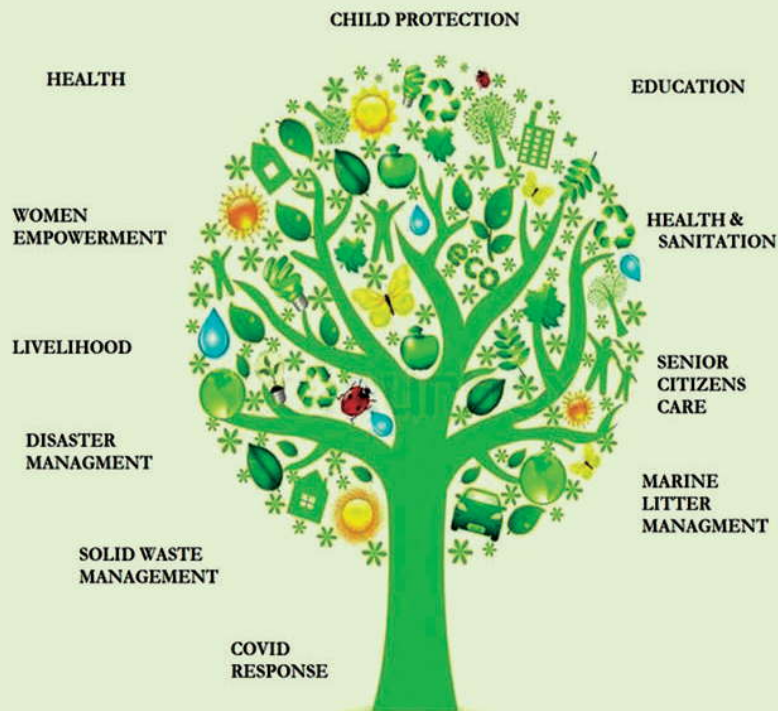 CHILD PROTECTION
HEALTH
EDUCATION
WOMEN
EMPOWERMENT
HEALTH &
SANITATION
LIVELIHOOD
SENIOR
CITIZENS
CARE
DISASTER
MANAGMENT
MARINE
LITTER
MANAGMENT
SOLID WASTE
MANAGEMENT
COVID
RESPONSE